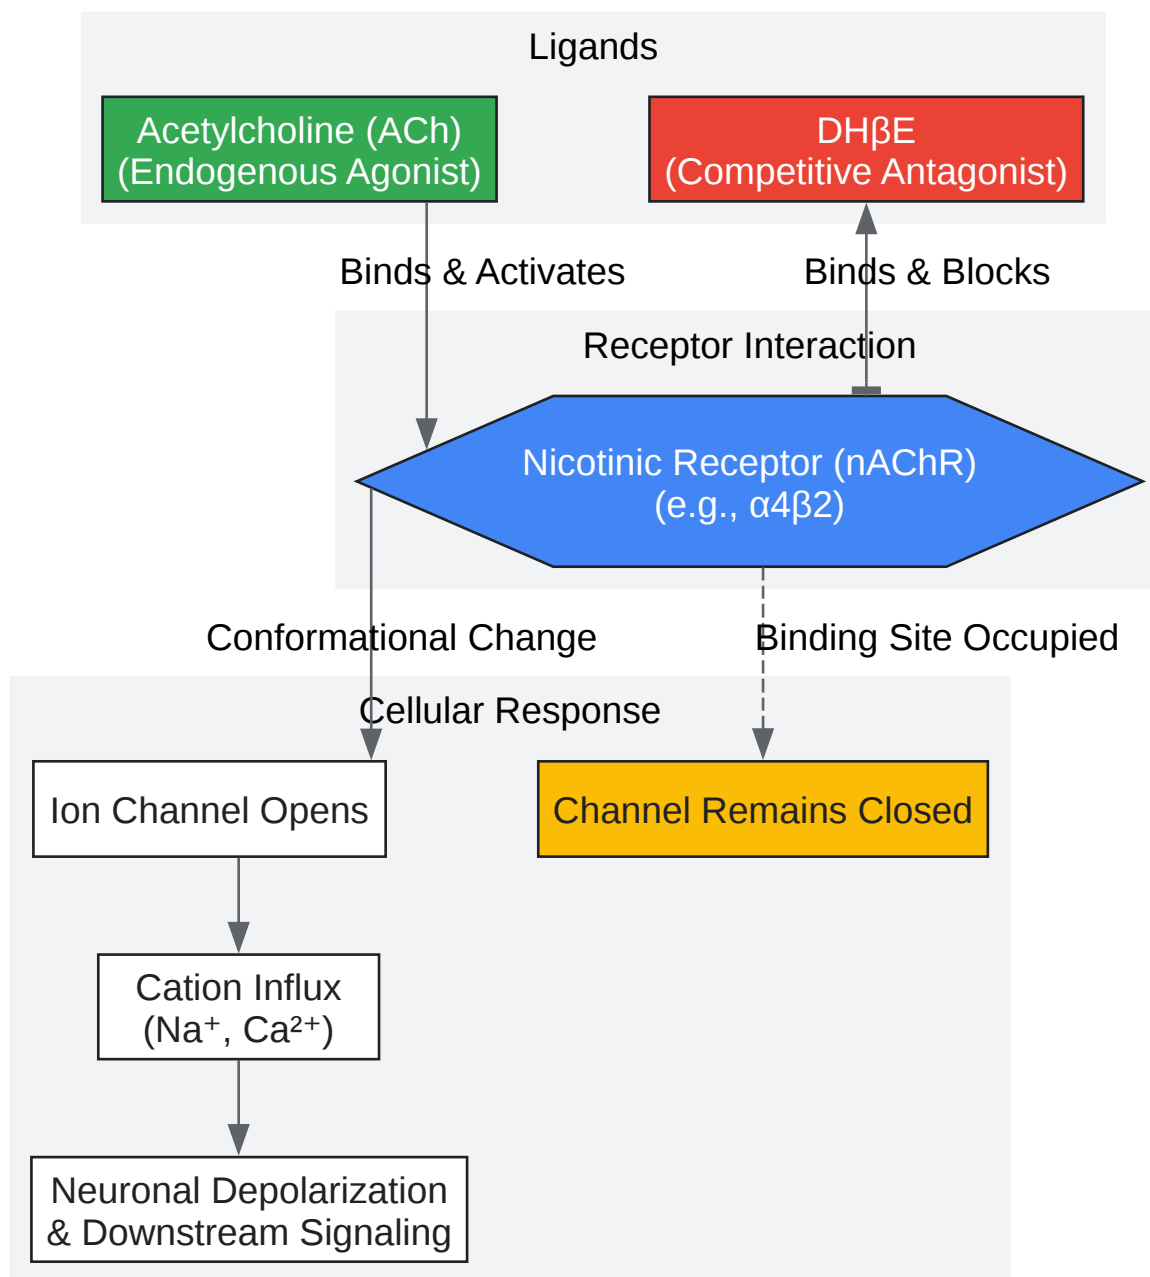 Ligands
Acetylcholine (ACh)
(Endogenous Agonist)
DHβE
(Competitive Antagonist)
Binds & Activates
Binds & Blocks
Receptor Interaction
Nicotinic Receptor (nAChR)
(e.g., α4β2)
Conformational Change
Binding Site Occupied
Cellular Response
Ion Channel Opens
Channel Remains Closed
Cation Influx
(Na⁺, Ca²⁺)
Neuronal Depolarization
& Downstream Signaling